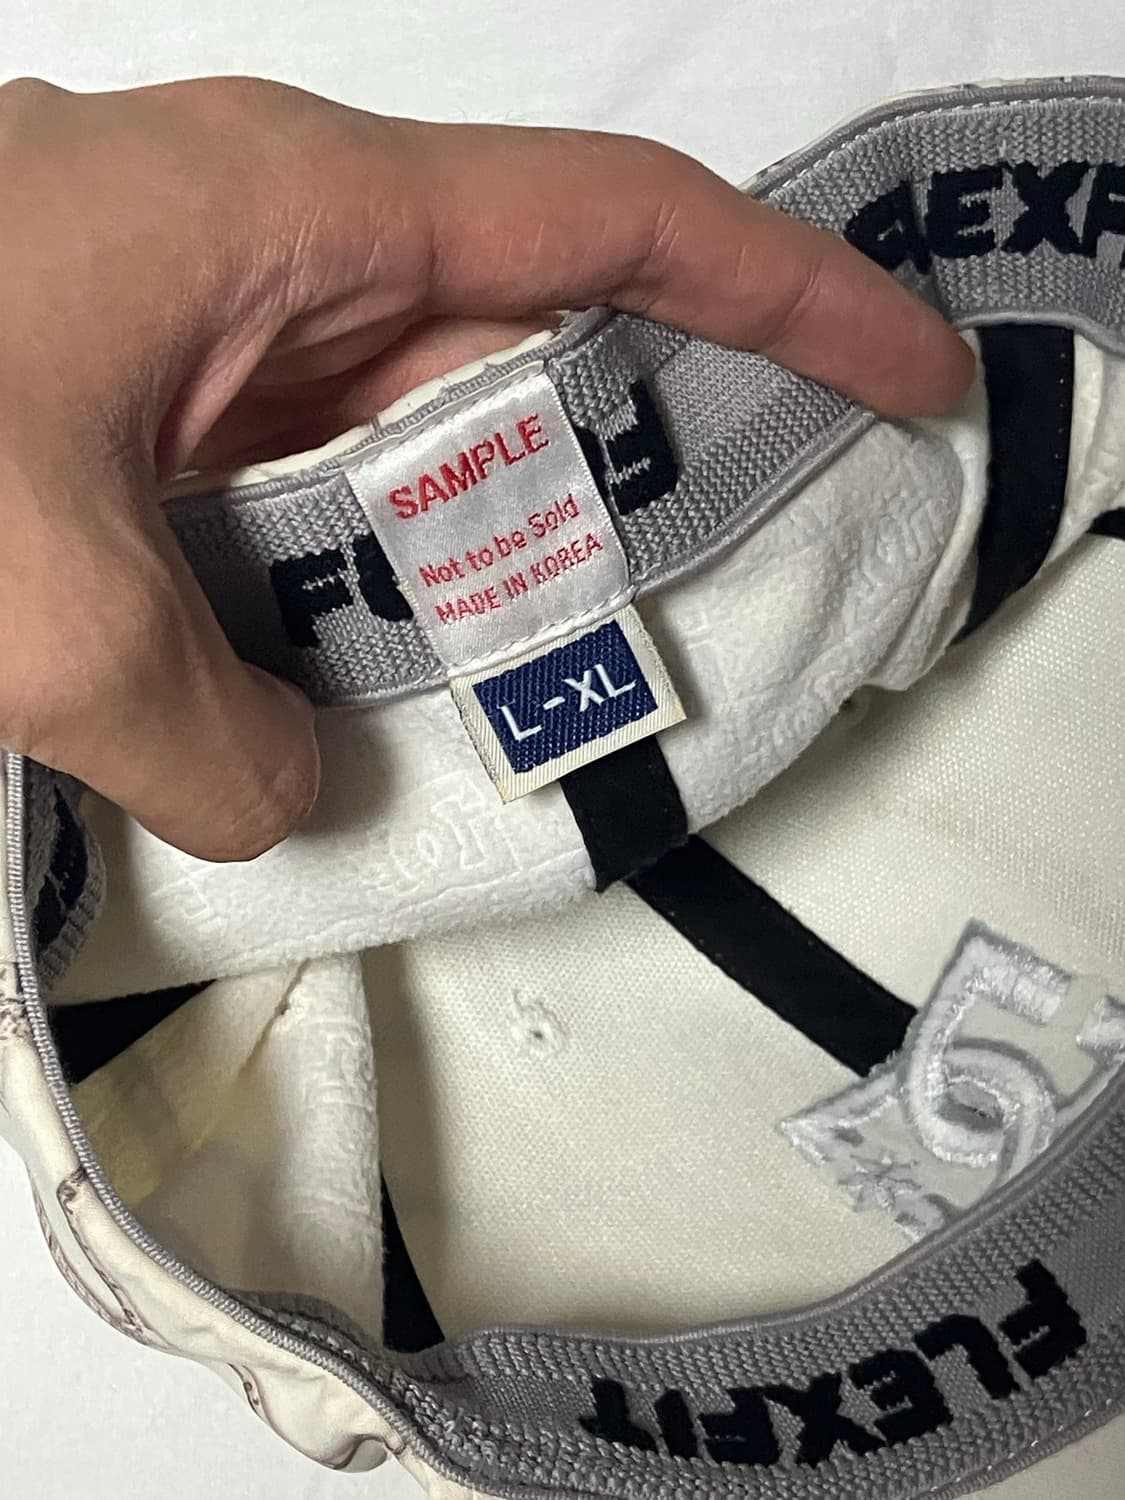 SAMPLE
Not to be Sold
MADE IN KOREA
L-XL
FLEXFIT